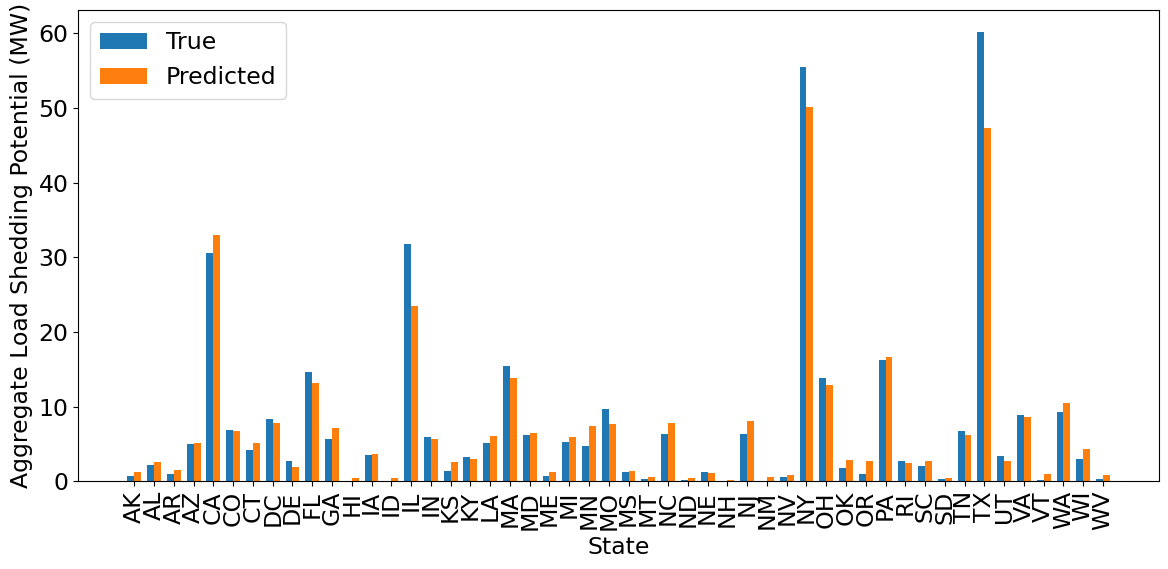 Aggregate Load Shedding Potential (MW)
True
Predicted
60
50
40
30
20
10
0
AK
AL
AR
AZ
CA
CO
CT
DC
DE
FL
GA
HI
IA
ID
IL
IN
KS
KY
LA
MA
MD
ME
MI
MN
MO
MS
MT
NC
ND
NE
NH
NJ
NM
NV
NY
OH
OK
OR
PA
RI
SC
SD
TN
TX
UT
VA
VT
WA
WI
WV
State